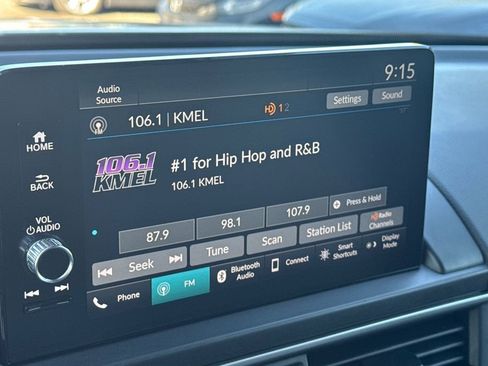 9:15
Audio
Source
106.1 | KMEL
HD 1 2
Settings
Sound
HOME
106.1
KMEL
#1 for Hip Hop and R&B
106.1 KMEL
BACK
VOL
AUDIO
87.9
98.1
107.9
Press & Hold
Seek
Tune
Scan
Station List
HD Radio
Channels
Phone
FM
Bluetooth
Audio
Connect
Smart
Shortcuts
Display
Mode